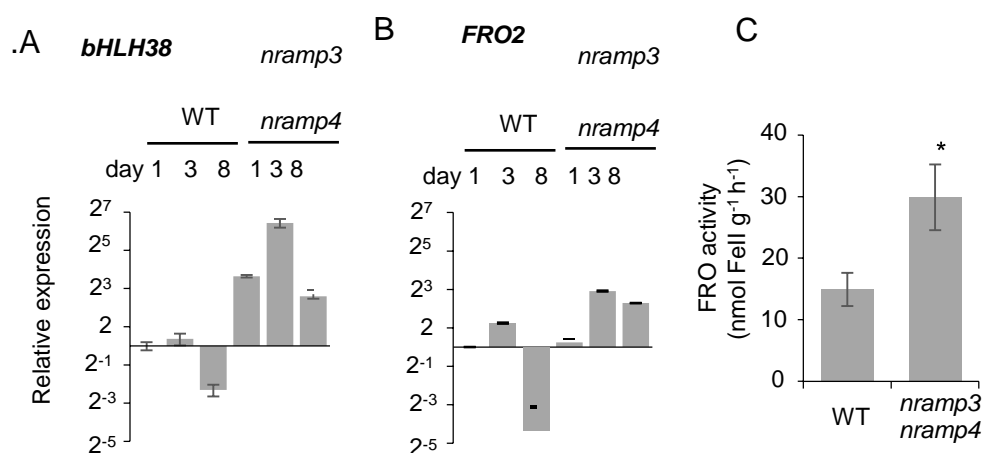 .A
bHLH38
nramp3
WT
nramp4
day 1 3 8 1 3 8
Relative expression
2⁷
2⁵
2³
2
2⁻¹
2⁻³
2⁻⁵
B
FRO2
nramp3
WT
nramp4
day 1 3 8 1 3 8
2⁷
2⁵
2³
2
2⁻¹
2⁻³
2⁻⁵
C
FRO activity
(nmol FeII g⁻¹ h⁻¹)
40
30
20
10
0
*
WT
nramp3
nramp4